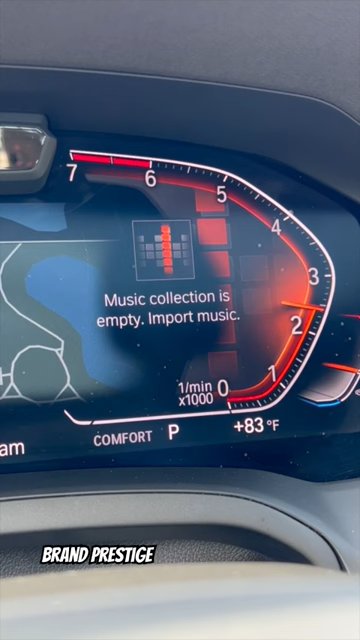 7
6
5
4
3
2
1
0
Music collection is
empty. Import music.
1/min
x1000
am
COMFORT P +83 °F
BRAND PRESTIGE